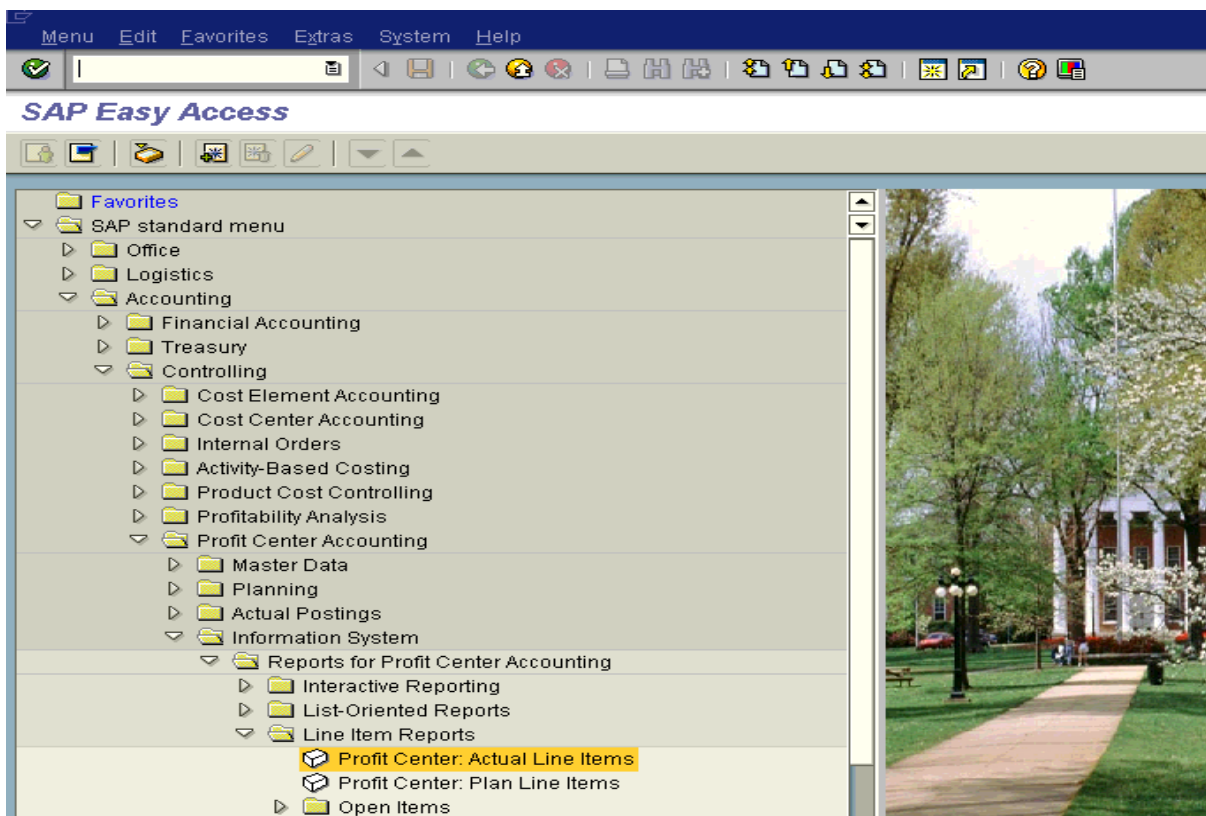 Menu Edit Favorites Extras System Help
SAP Easy Access
Favorites
SAP standard menu
Office
Logistics
Accounting
Financial Accounting
Treasury
Controlling
Cost Element Accounting
Cost Center Accounting
Internal Orders
Activity-Based Costing
Product Cost Controlling
Profitability Analysis
Profit Center Accounting
Master Data
Planning
Actual Postings
Information System
Reports for Profit Center Accounting
Interactive Reporting
List-Oriented Reports
Line Item Reports
Profit Center: Actual Line Items
Profit Center: Plan Line Items
Open Items